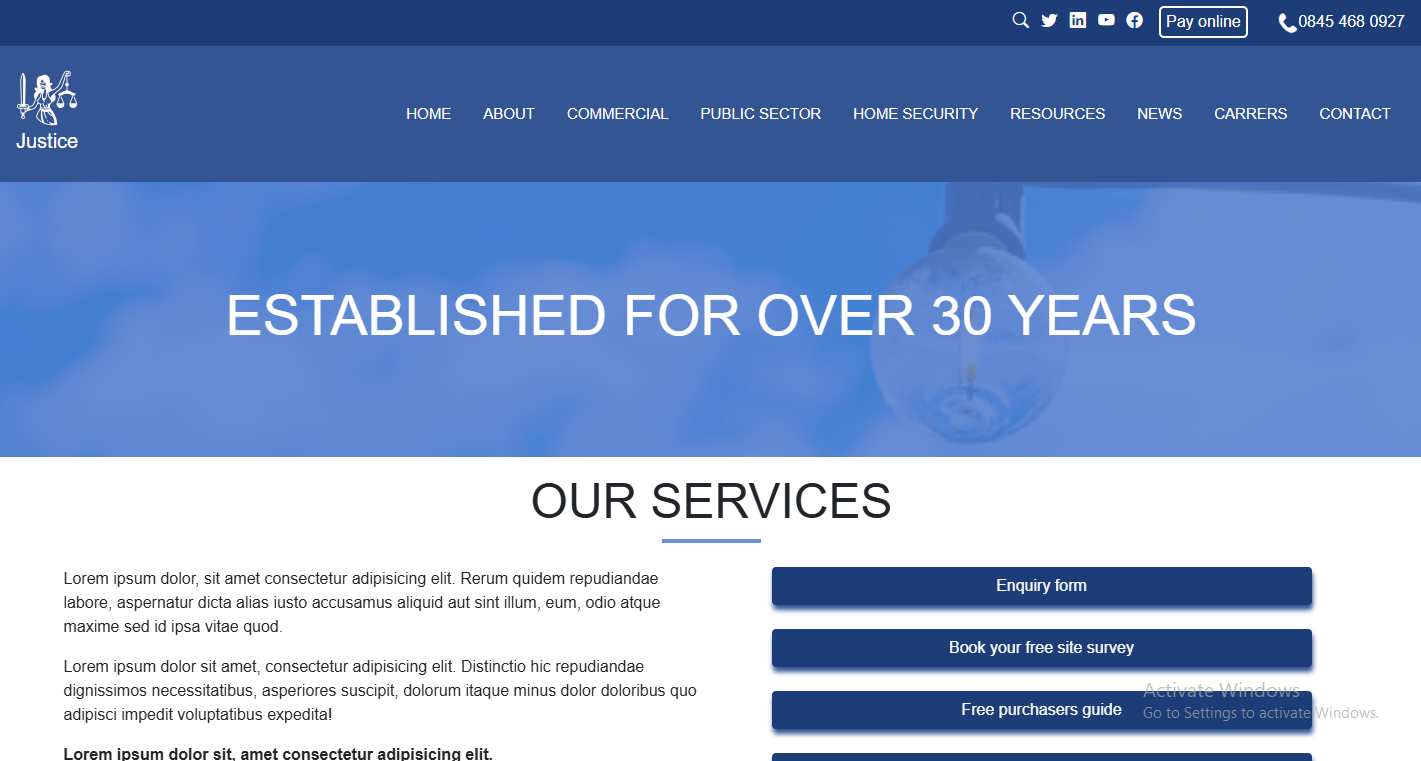 Pay online
0845 468 0927
Justice
HOME ABOUT COMMERCIAL PUBLIC SECTOR HOME SECURITY RESOURCES NEWS CARRERS CONTACT
ESTABLISHED FOR OVER 30 YEARS
OUR SERVICES
Lorem ipsum dolor, sit amet consectetur adipisicing elit. Rerum quidem repudiandae
labore, aspernatur dicta alias iusto accusamus aliquid aut sint illum, eum, odio atque
maxime sed id ipsa vitae quod.
Lorem ipsum dolor sit amet, consectetur adipisicing elit. Distinctio hic repudiandae
dignissimos necessitatibus, asperiores suscipit, dolorum itaque minus dolor doloribus quo
adipisci impedit voluptatibus expedita!
Lorem ipsum dolor sit, amet consectetur adipisicing elit.
Enquiry form
Book your free site survey
Free purchasers guide
Activate Windows
Go to Settings to activate Windows.